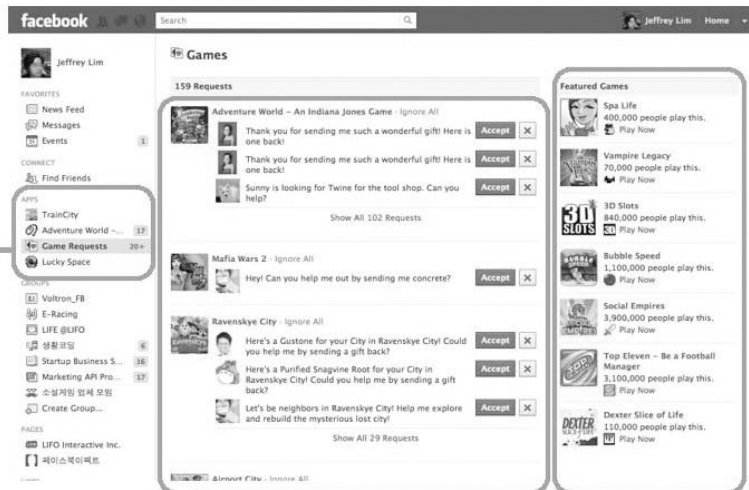 facebook
Search
Jeffrey Lim Home
Jeffrey Lim
FAVORITES
News Feed
Messages
Events 1
CONNECT
Find Friends
APPS
TrainCity
Adventure World –... 17
Game Requests 20+
Lucky Space
GROUPS
Voltron_FB
E-Racing
LIFE @LIFO
생활코딩 6
Startup Business S... 16
Marketing API Pro... 17
소셜게임 업체 모임
Create Group...
PAGES
LIFO Interactive Inc.
페이스북이펙트
Games
159 Requests
Adventure World – An Indiana Jones Game · Ignore All
Thank you for sending me such a wonderful gift! Here is
one back!
Accept
Thank you for sending me such a wonderful gift! Here is
one back!
Accept
Sunny is looking for Twine for the tool shop. Can you
help?
Accept
Show All 102 Requests
Mafia Wars 2 · Ignore All
Hey! Can you help me out by sending me concrete?
Accept
Ravenskye City · Ignore All
Here's a Gustone for your City in Ravenskye City! Could
you help me by sending a gift back?
Accept
Here's a Purified Snagvine Root for your City in
Ravenskye City! Could you help me by sending a gift
back?
Accept
Let's be neighbors in Ravenskye City! Help me explore
and rebuild the mysterious lost city!
Accept
Show All 29 Requests
Airport City · Ignore All
Featured Games
Spa Life
400,000 people play this.
Play Now
Vampire Legacy
70,000 people play this.
Play Now
3D SLOTS
3D Slots
840,000 people play this.
Play Now
Bubble Speed
1,100,000 people play this.
Play Now
Social Empires
3,900,000 people play this.
Play Now
Top Eleven – Be a Football
Manager
3,100,000 people play this.
Play Now
DEXTER
Dexter Slice of Life
110,000 people play this.
Play Now